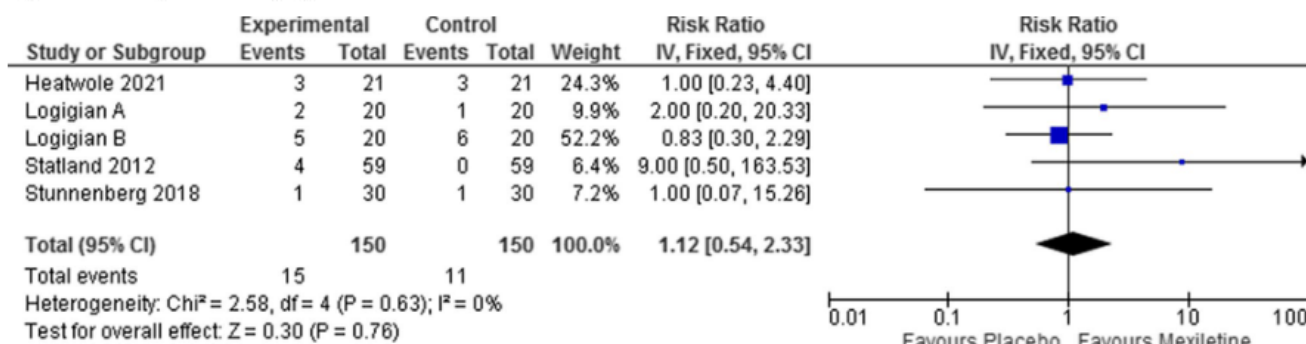 Experimental Control Risk Ratio Risk Ratio
Study or Subgroup Events Total Events Total Weight IV, Fixed, 95% CI IV, Fixed, 95% CI
Heatwole 2021 3 21 3 21 24.3% 1.00 [0.23, 4.40]
Logigian A 2 20 1 20 9.9% 2.00 [0.20, 20.33]
Logigian B 5 20 6 20 52.2% 0.83 [0.30, 2.29]
Statland 2012 4 59 0 59 6.4% 9.00 [0.50, 163.53]
Stunnenberg 2018 1 30 1 30 7.2% 1.00 [0.07, 15.26]
Total (95% CI) 150 150 100.0% 1.12 [0.54, 2.33]
Total events 15 11
Heterogeneity: Chi² = 2.58, df = 4 (P = 0.63); I² = 0%
Test for overall effect: Z = 0.30 (P = 0.76)
0.01 0.1 1 10 100
Favours Placebo Favours Mexiletine